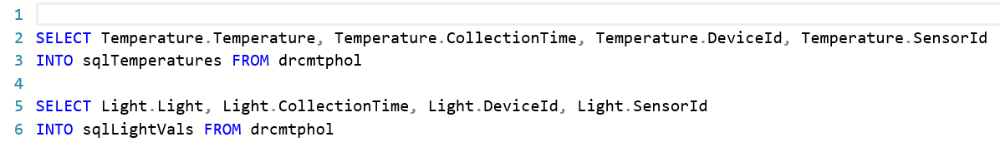 1
2 SELECT Temperature.Temperature, Temperature.CollectionTime, Temperature.DeviceId, Temperature.SensorId
3 INTO sqlTemperatures FROM drcmtphol
4
5 SELECT Light.Light, Light.CollectionTime, Light.DeviceId, Light.SensorId
6 INTO sqlLightVals FROM drcmtphol